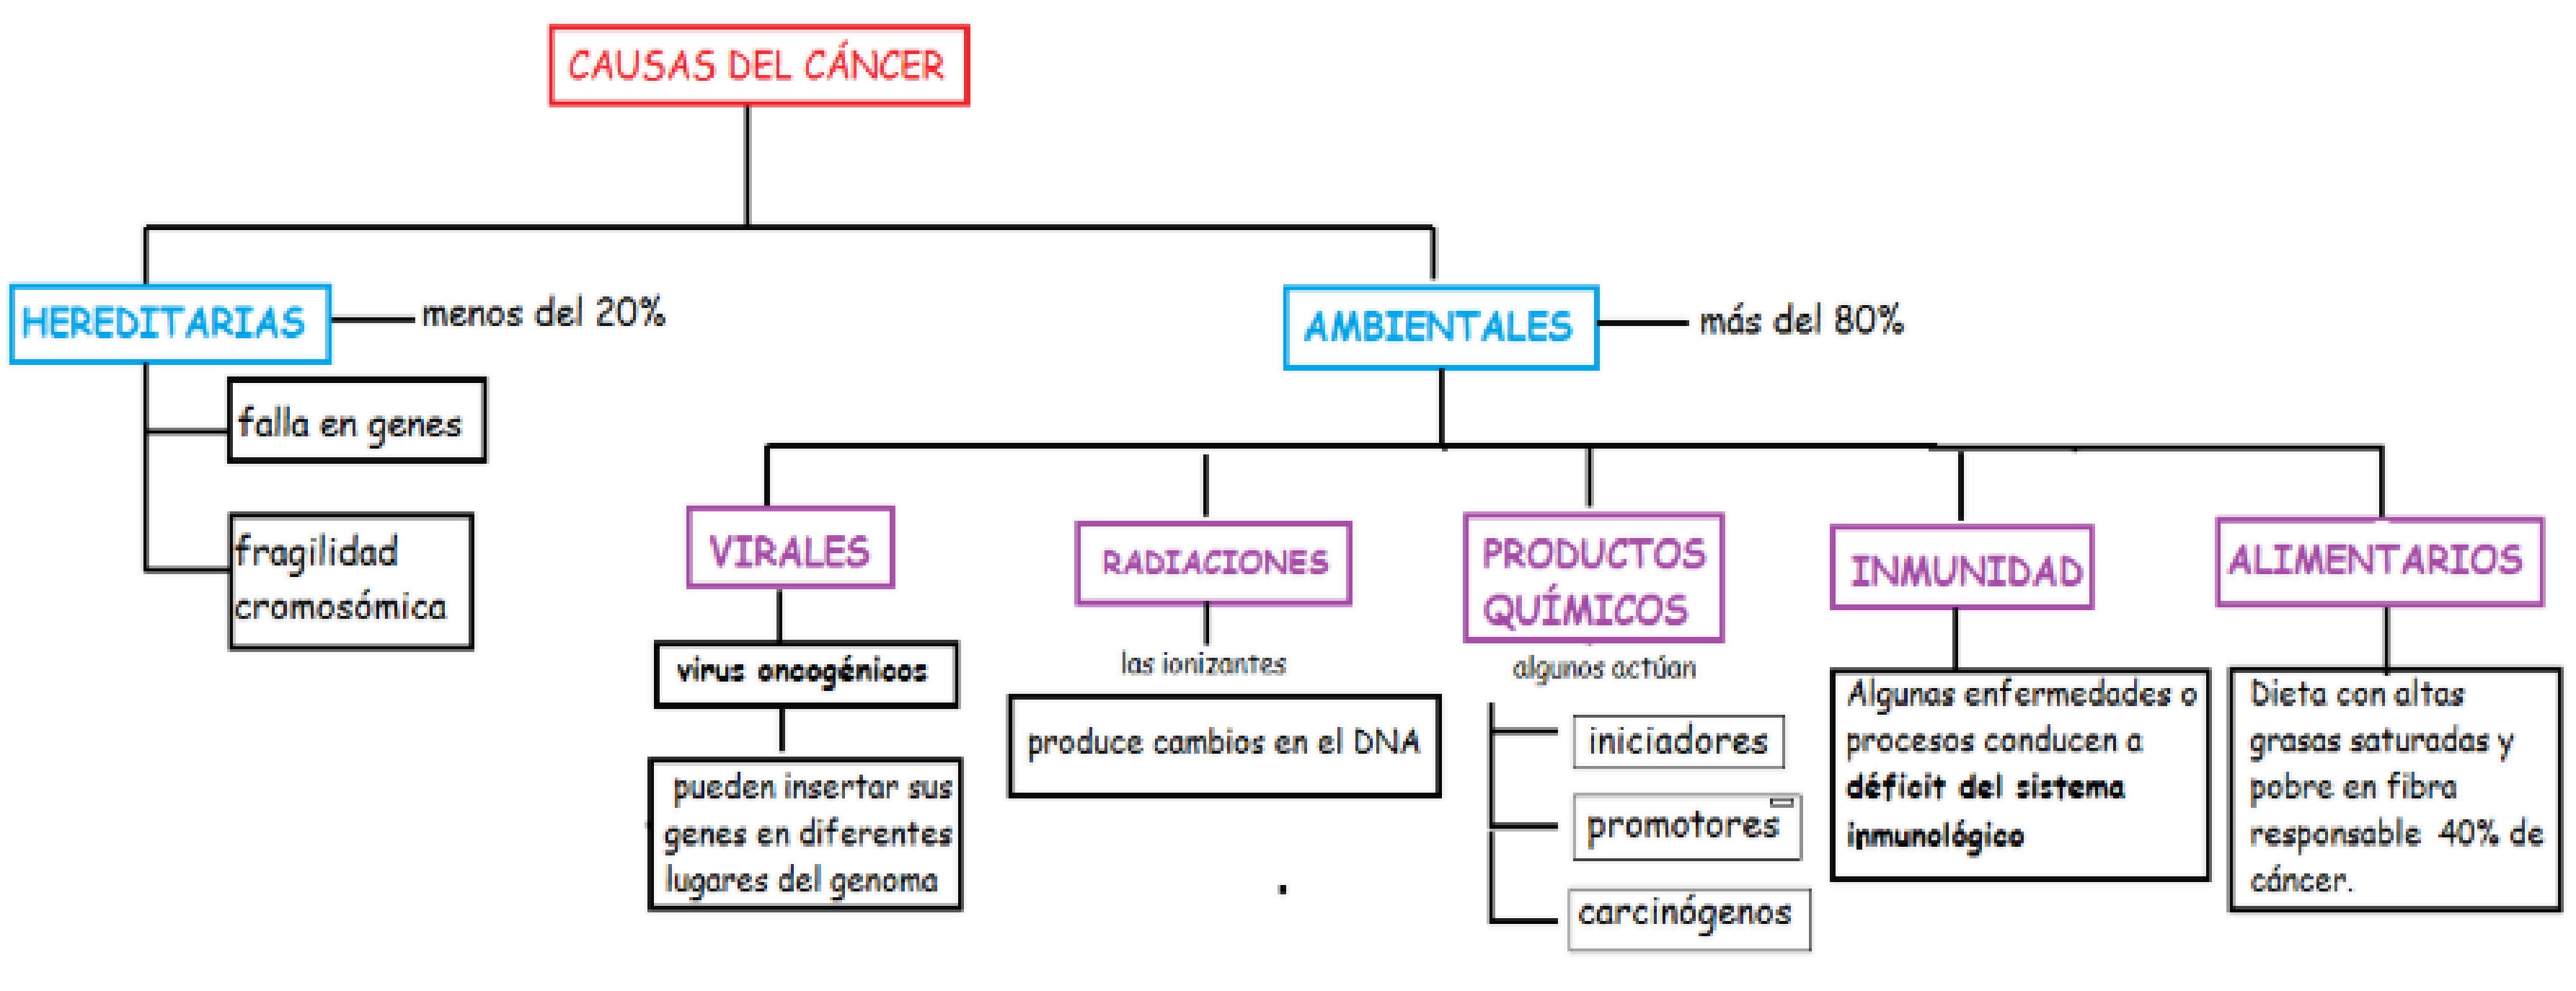 CAUSAS DEL CÁNCER
HEREDITARIAS
menos del 20%
falla en genes
fragilidad
cromosómica
AMBIENTALES
más del 80%
VIRALES
virus oncogénicos
pueden insertar sus
genes en diferentes
lugares del genoma
RADIACIONES
las ionizantes
produce cambios en el DNA
PRODUCTOS
QUÍMICOS
algunos actúan
iniciadores
promotores
carcinógenos
INMUNIDAD
Algunas enfermedades o
procesos conducen a
déficit del sistema
inmunológico
ALIMENTARIOS
Dieta con altas
grasas saturadas y
pobre en fibra
responsable 40% de
cáncer.